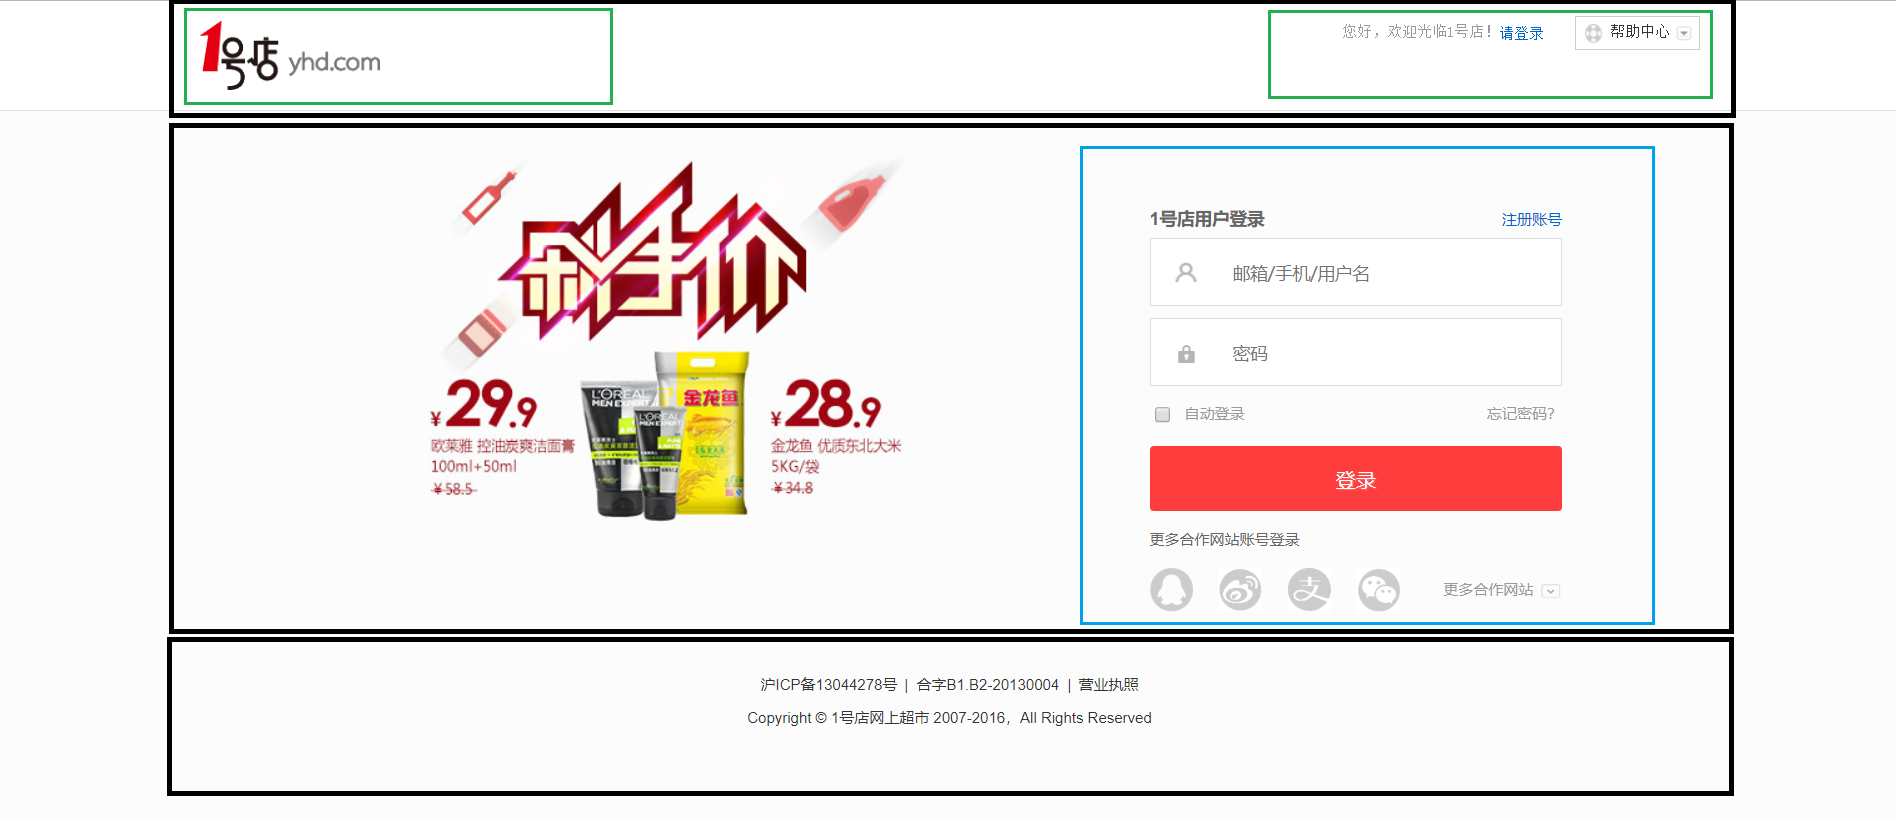 1号店 yhd.com
您好，欢迎光临1号店！请登录
帮助中心
秒杀价
¥29.9
欧莱雅 控油炭爽洁面膏
100ml+50ml
¥58.5
L'OREAL
MEN EXPERT
L'OREAL
MEN EXPERT
金龙鱼
¥28.9
金龙鱼 优质东北大米
5KG/袋
¥34.8
1号店用户登录
注册账号
邮箱/手机/用户名
密码
自动登录
忘记密码?
登录
更多合作网站账号登录
支
更多合作网站
沪ICP备13044278号 | 合字B1.B2-20130004 | 营业执照
Copyright © 1号店网上超市 2007-2016，All Rights Reserved